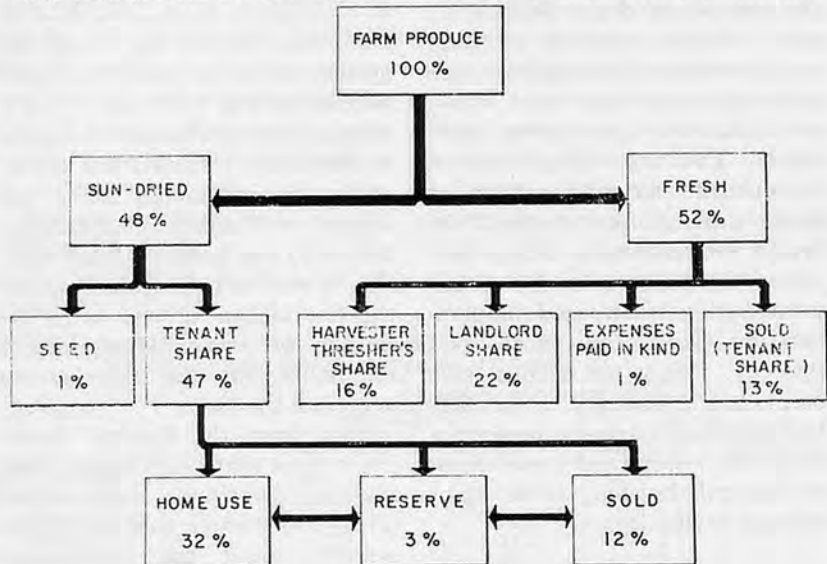 FARM PRODUCE
100%
SUN-DRIED
48%
FRESH
52%
SEED
1%
TENANT
SHARE
47%
HARVESTER
THRESHER'S
SHARE
16%
LANDLORD
SHARE
22%
EXPENSES
PAID IN KIND
1%
SOLD
(TENANT
SHARE)
13%
HOME USE
32%
RESERVE
3%
SOLD
12%